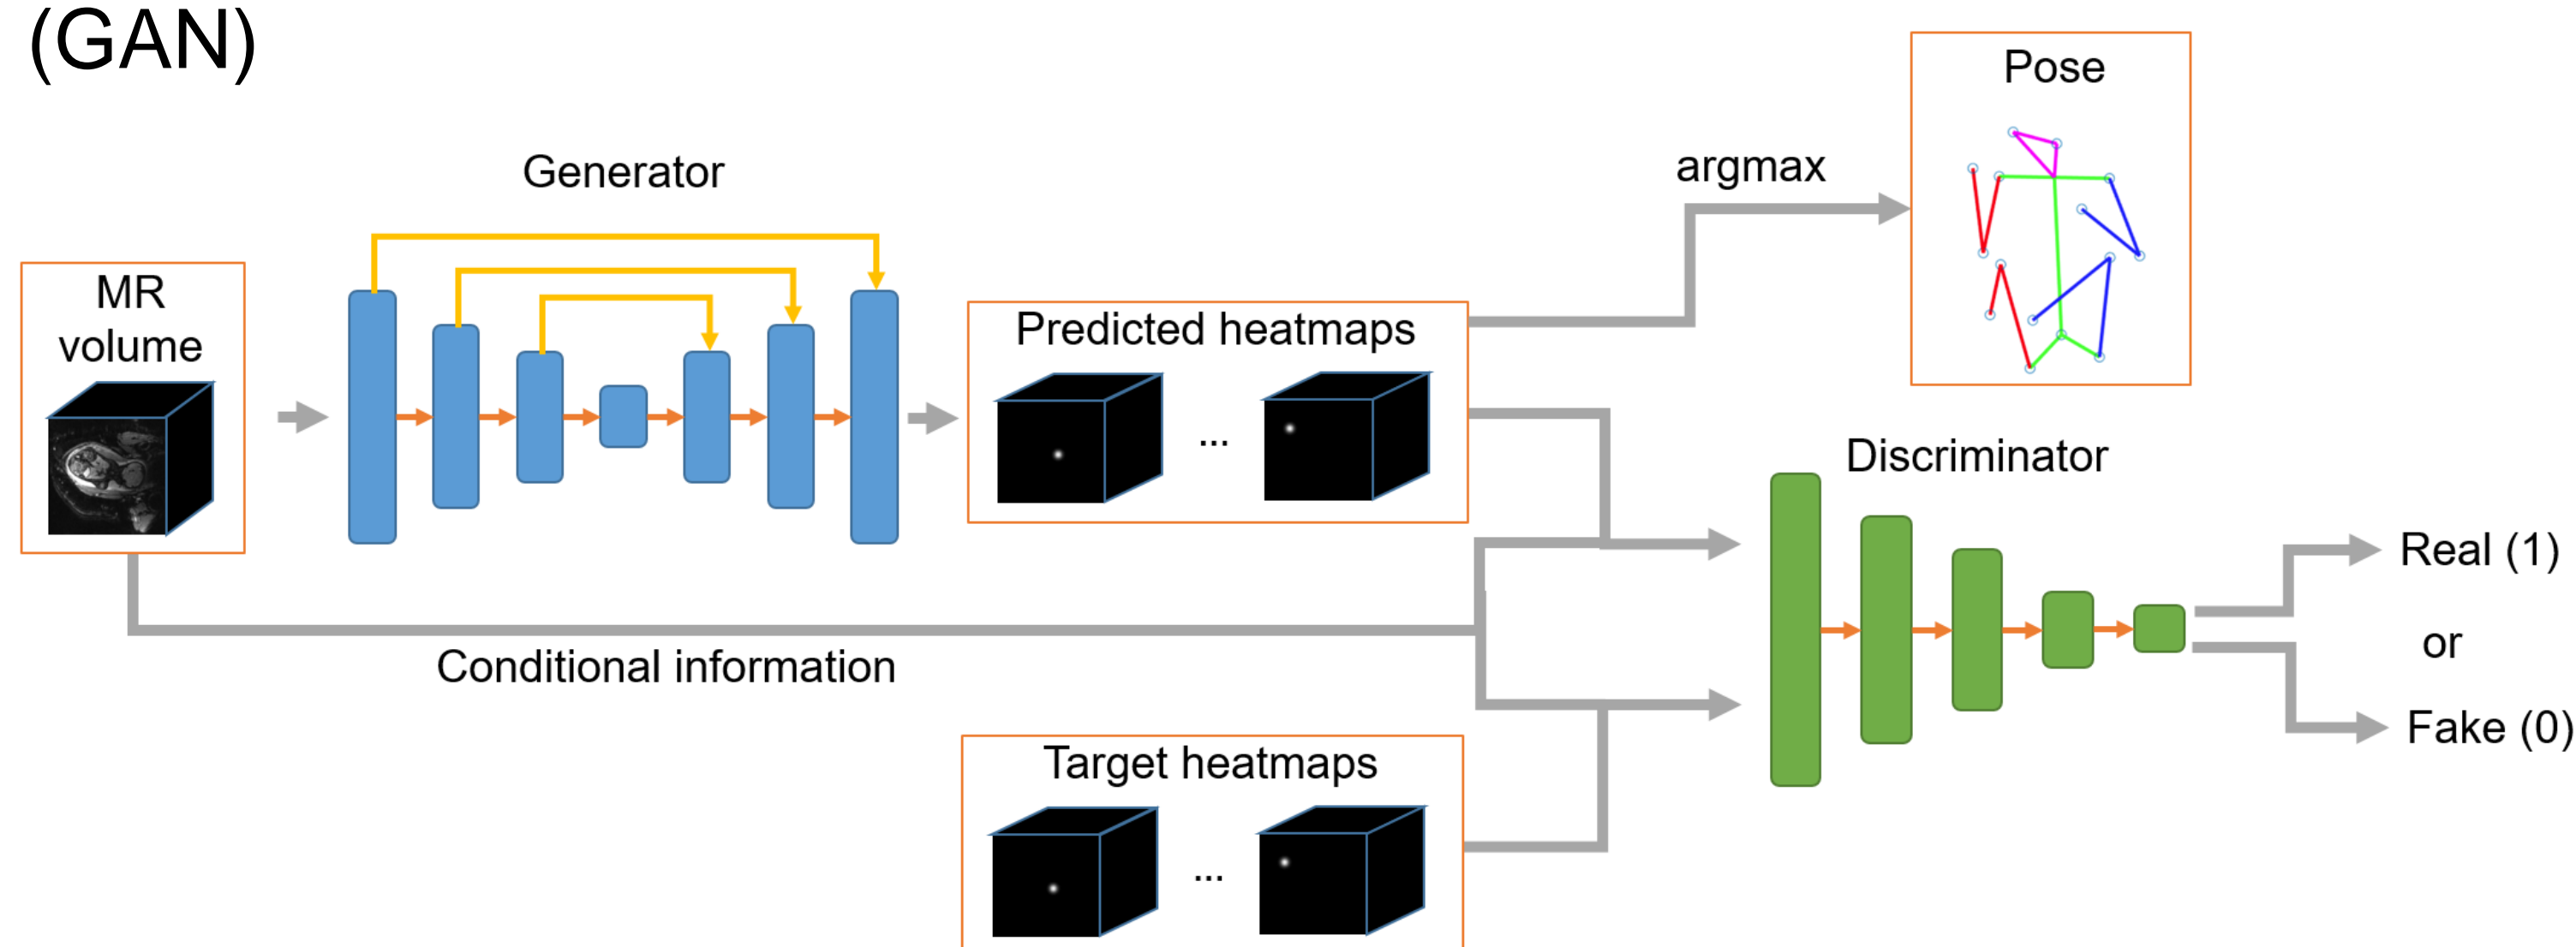 (GAN)
Pose
argmax
Generator
MR
volume
Predicted heatmaps
...
Discriminator
Real (1)
or
Fake (0)
Conditional information
Target heatmaps
...